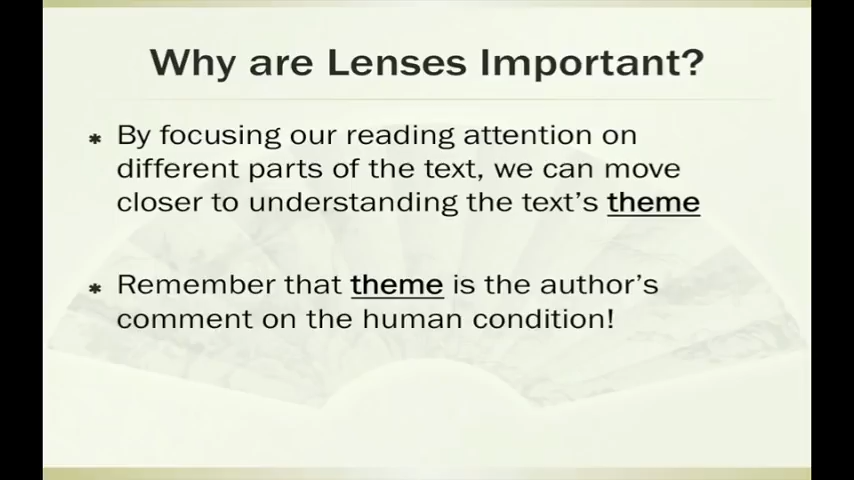 Why are Lenses Important?
* By focusing our reading attention on
different parts of the text, we can move
closer to understanding the text's theme
* Remember that theme is the author's
comment on the human condition!